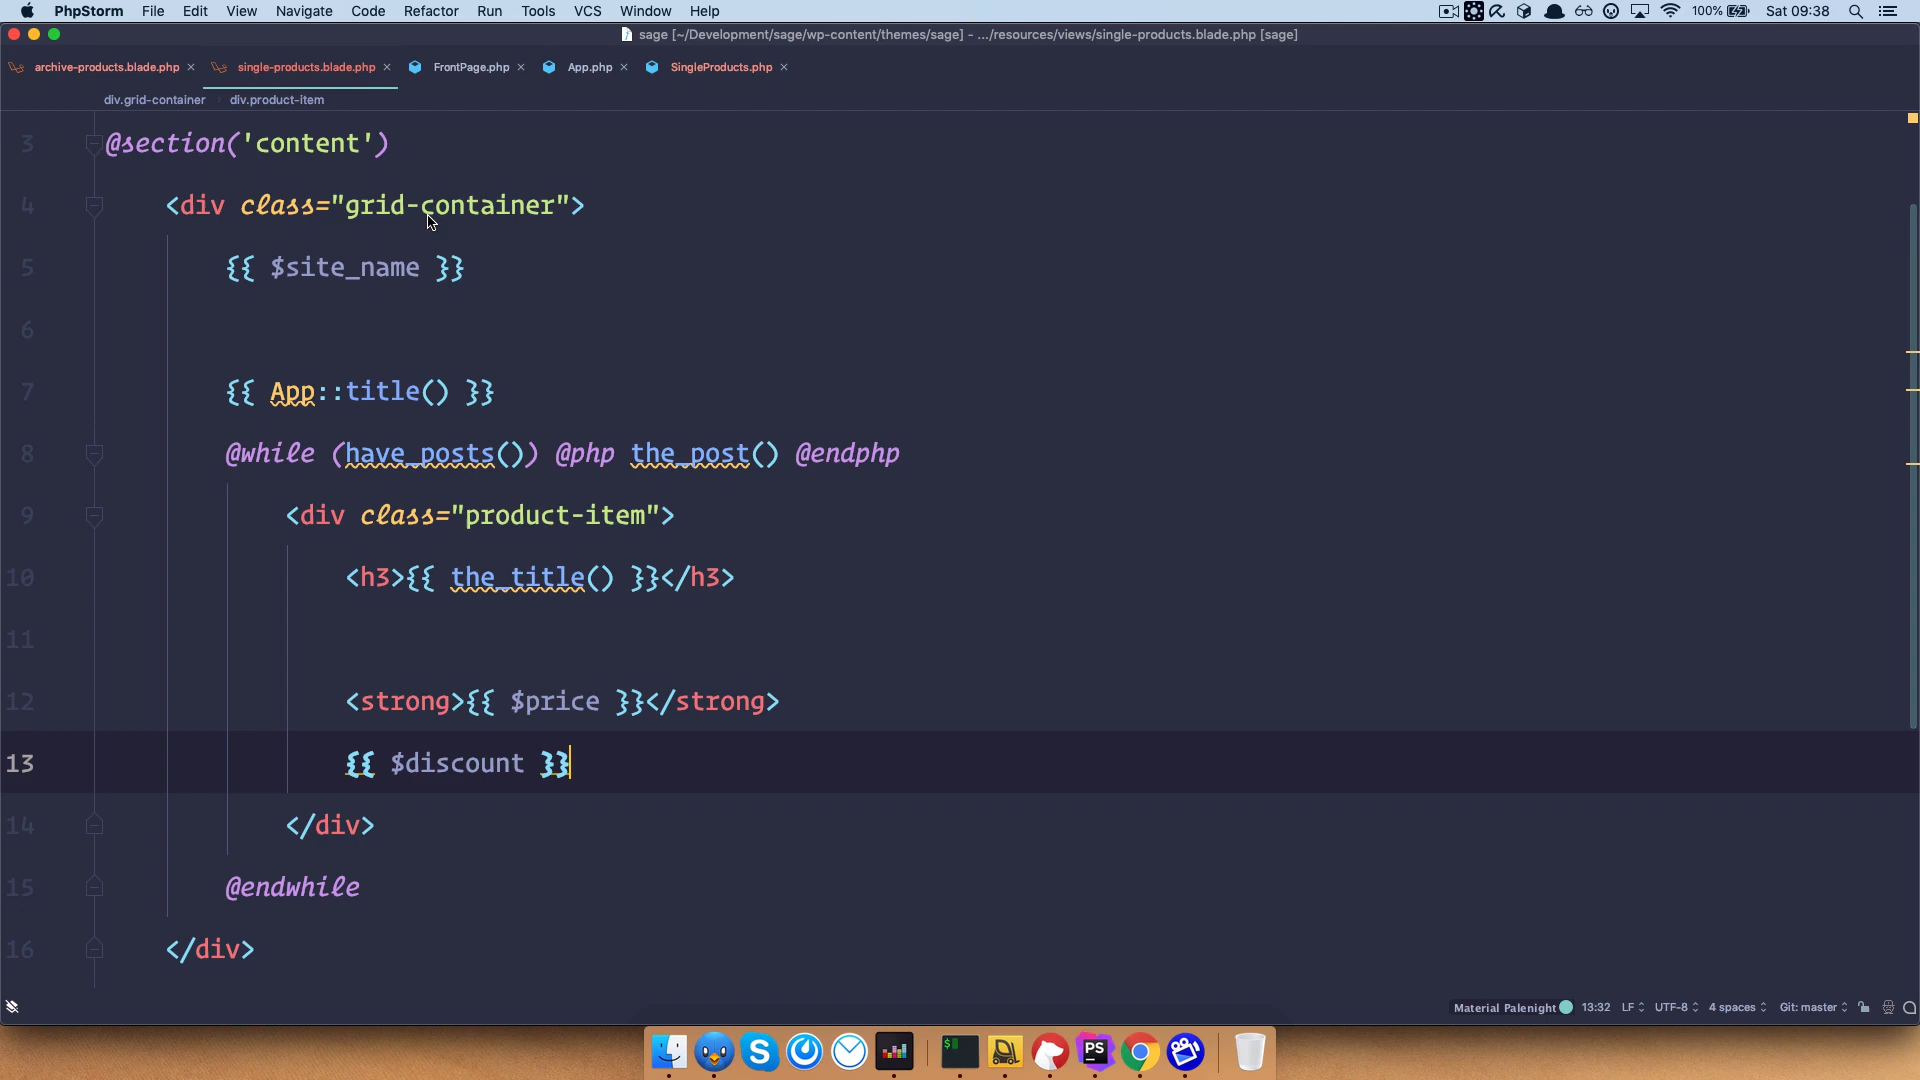 PhpStorm File Edit View Navigate Code Refactor Run Tools VCS Window Help 100% Sat 09:38
sage [~/Development/sage/wp-content/themes/sage] - .../resources/views/single-products.blade.php [sage]
archive-products.blade.php single-products.blade.php FrontPage.php App.php SingleProducts.php
div.grid-container div.product-item
3 @section('content')
4 <div class="grid-container">
5 {{ $site_name }}
6
7 {{ App::title() }}
8 @while (have_posts()) @php the_post() @endphp
9 <div class="product-item">
10 <h3>{{ the_title() }}</h3>
11
12 <strong>{{ $price }}</strong>
13 {{ $discount }}
14 </div>
15 @endwhile
16 </div>
Material Palenight 13:32 LF UTF-8 4 spaces Git: master
$ PS